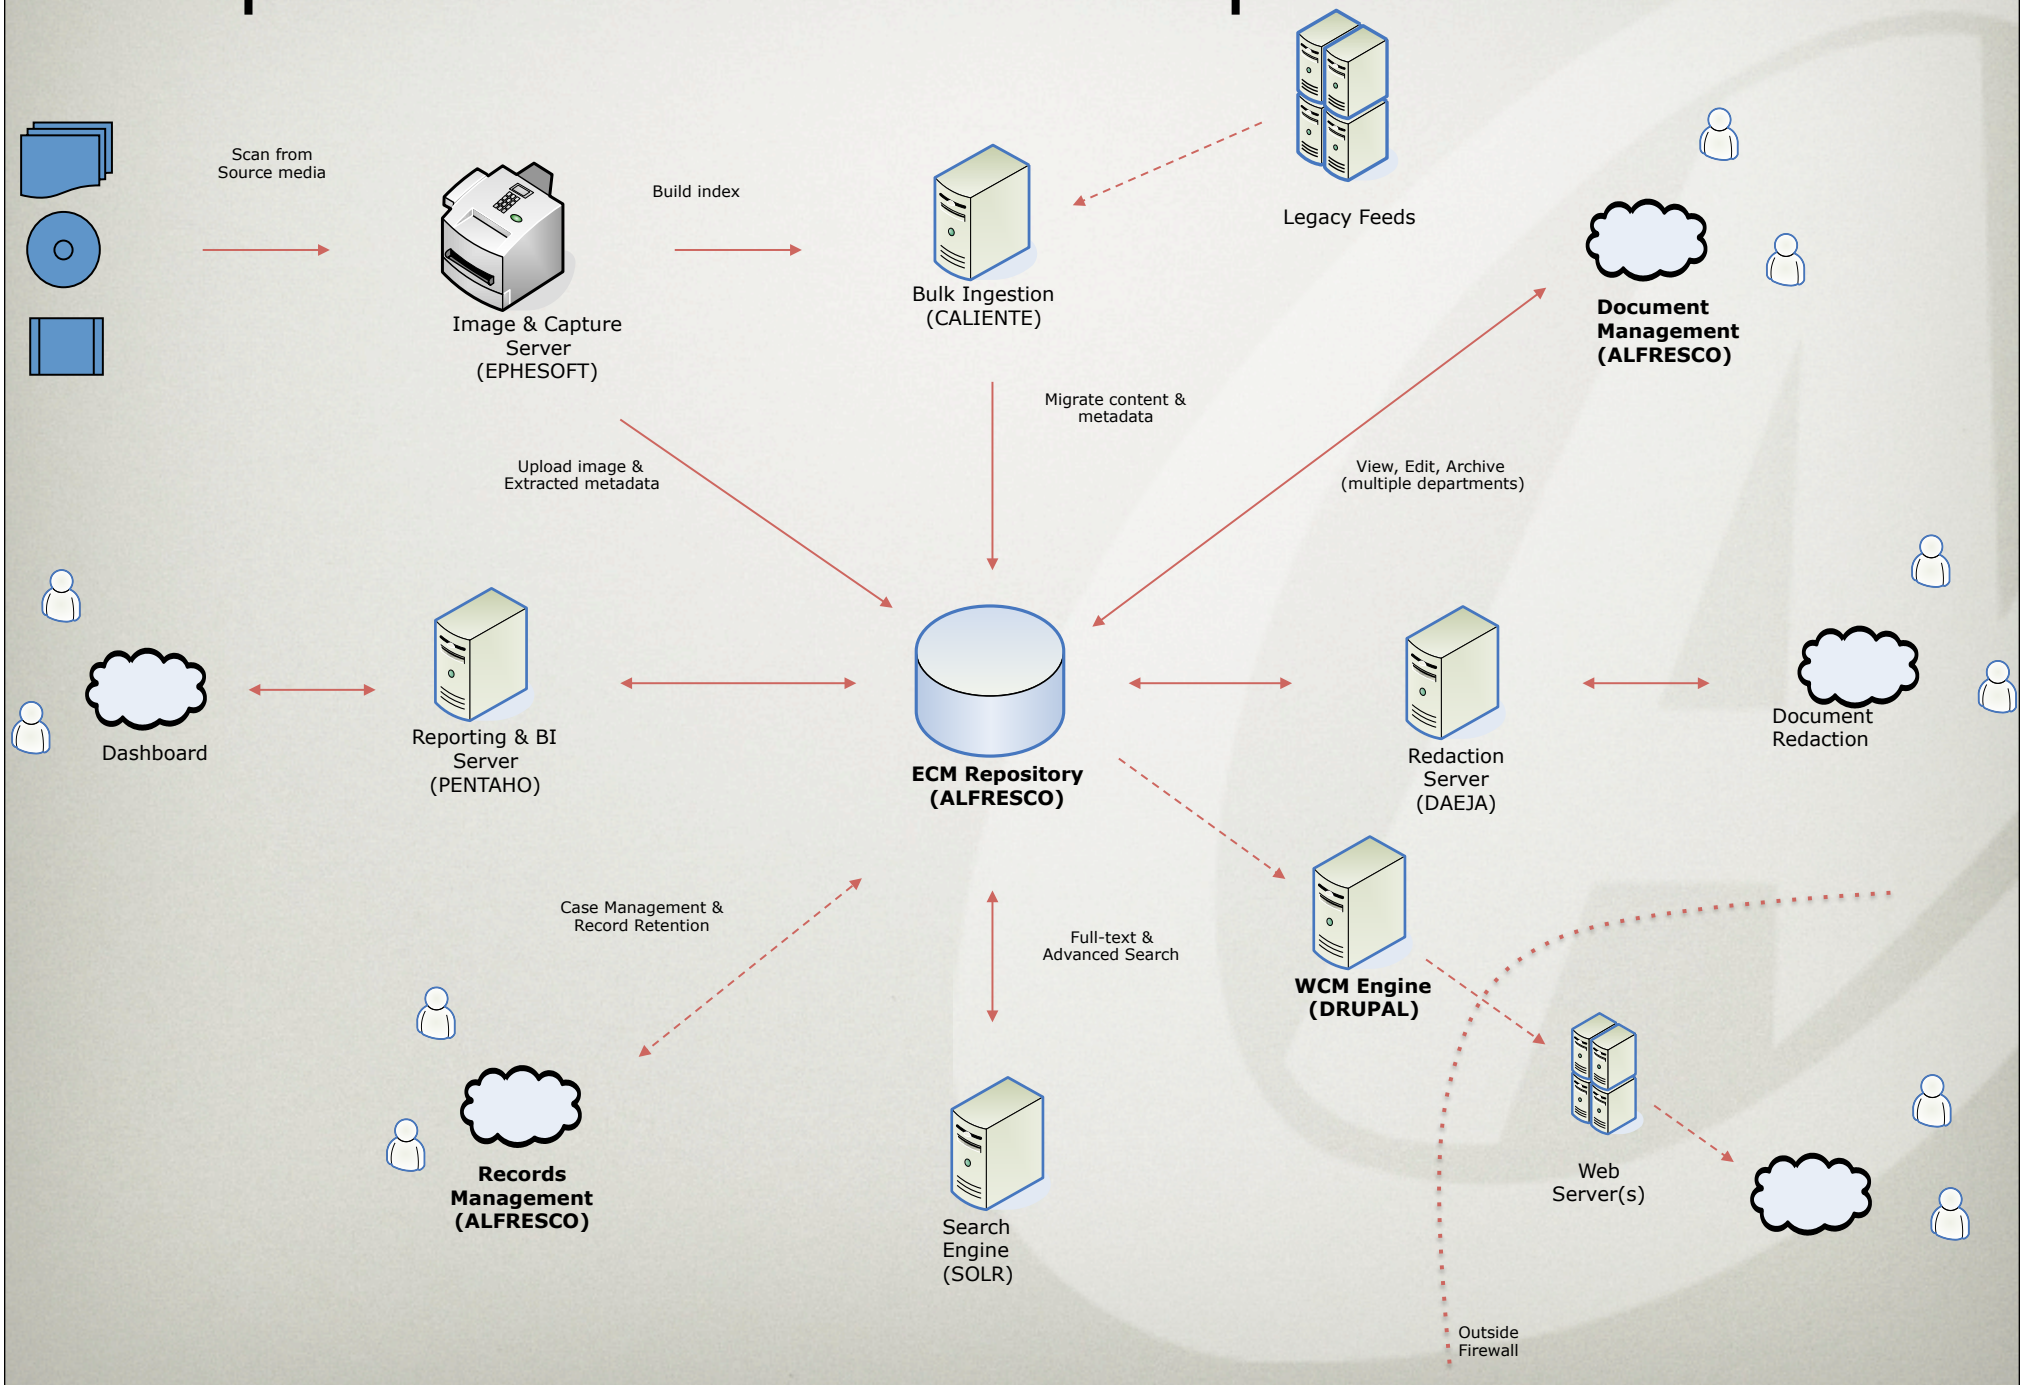 Scan from
Source media
Build index
Legacy Feeds
Image & Capture
Server
(EPHESOFT)
Bulk Ingestion
(CALIENTE)
Document
Management
(ALFRESCO)
Migrate content &
metadata
Upload image &
Extracted metadata
View, Edit, Archive
(multiple departments)
Dashboard
Reporting & BI
Server
(PENTAHO)
ECM Repository
(ALFRESCO)
Redaction
Server
(DAEJA)
Document
Redaction
Case Management &
Record Retention
Full-text &
Advanced Search
WCM Engine
(DRUPAL)
Records
Management
(ALFRESCO)
Search
Engine
(SOLR)
Web
Server(s)
Outside
Firewall